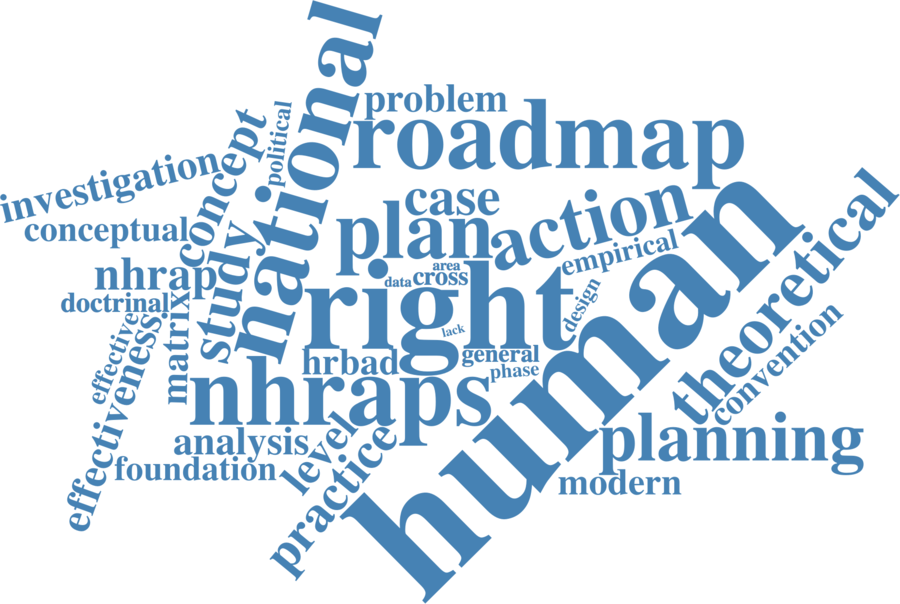 national
problem
roadmap
political
concept
investigation
conceptual
case
plan
action
human
theoretical
empirical
study
nhrap
area
data
cross
right
doctrinal
matrix
design
lack
effective
effectiveness
hrbad
general
phase
convention
nhraps
analysis
level
planning
foundation
practice
modern